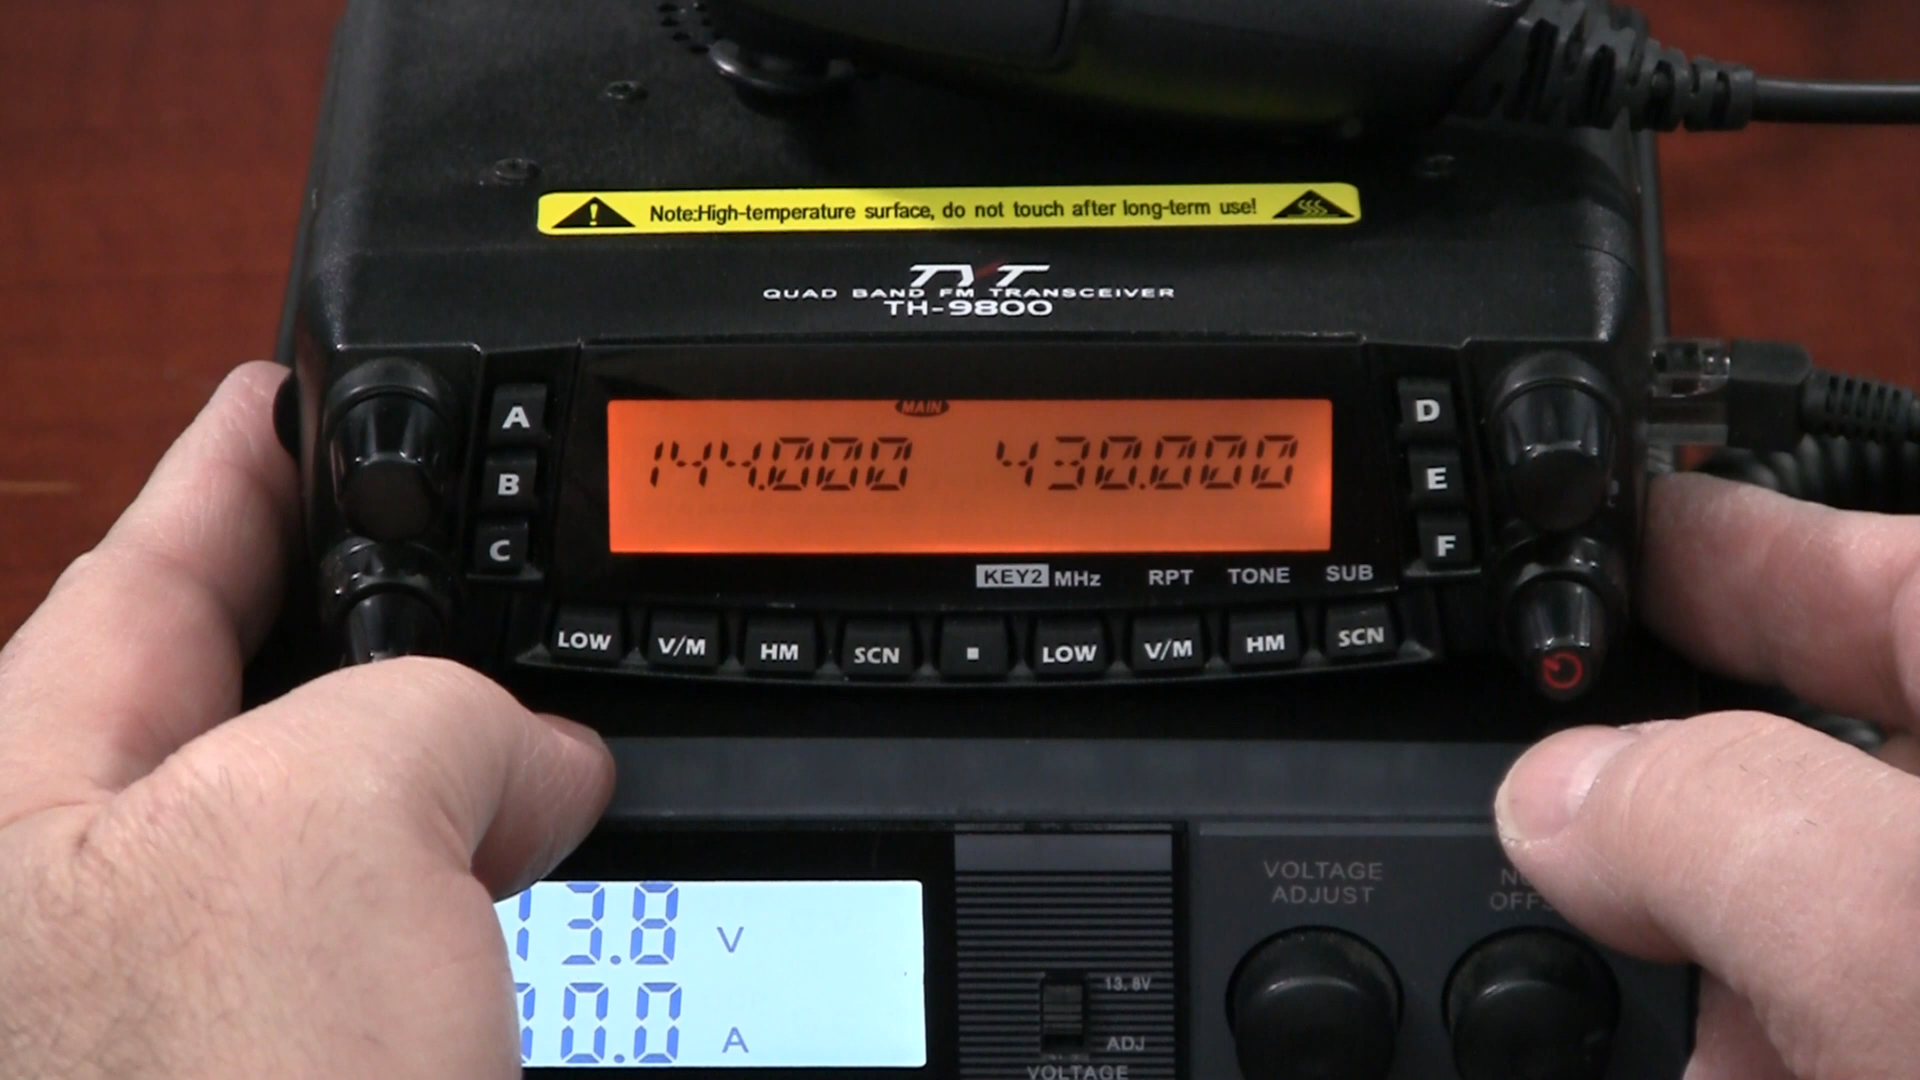 Note:High-temperature surface, do not touch after long-term use!
TYT
QUAD BAND FM TRANSCEIVER
TH-9800
MAIN
144.000 430.000
A
B
C
D
E
F
KEY2 MHz RPT TONE SUB
LOW V/M HM SCN ■ LOW V/M HM SCN
13.8 V
0.0 A
13.8V
ADJ
VOLTAGE
VOLTAGE
ADJUST